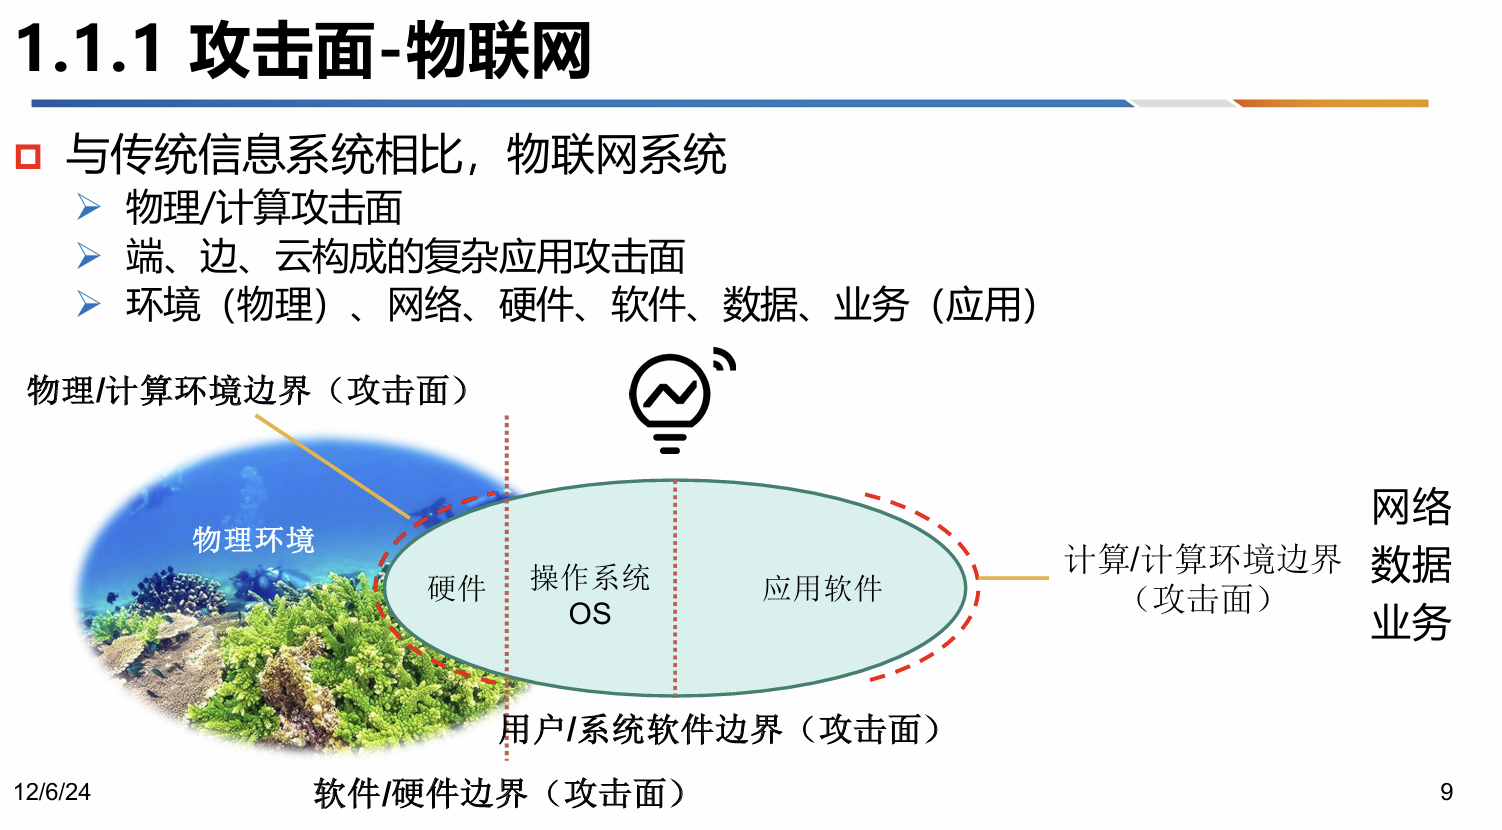 1.1.1 攻击面-物联网
与传统信息系统相比，物联网系统
物理/计算攻击面
端、边、云构成的复杂应用攻击面
环境（物理）、网络、硬件、软件、数据、业务（应用）
物理/计算环境边界（攻击面）
物理环境
硬件
操作系统
OS
应用软件
计算/计算环境边界
（攻击面）
网络
数据
业务
用户/系统软件边界（攻击面）
软件/硬件边界（攻击面）
12/6/24
9